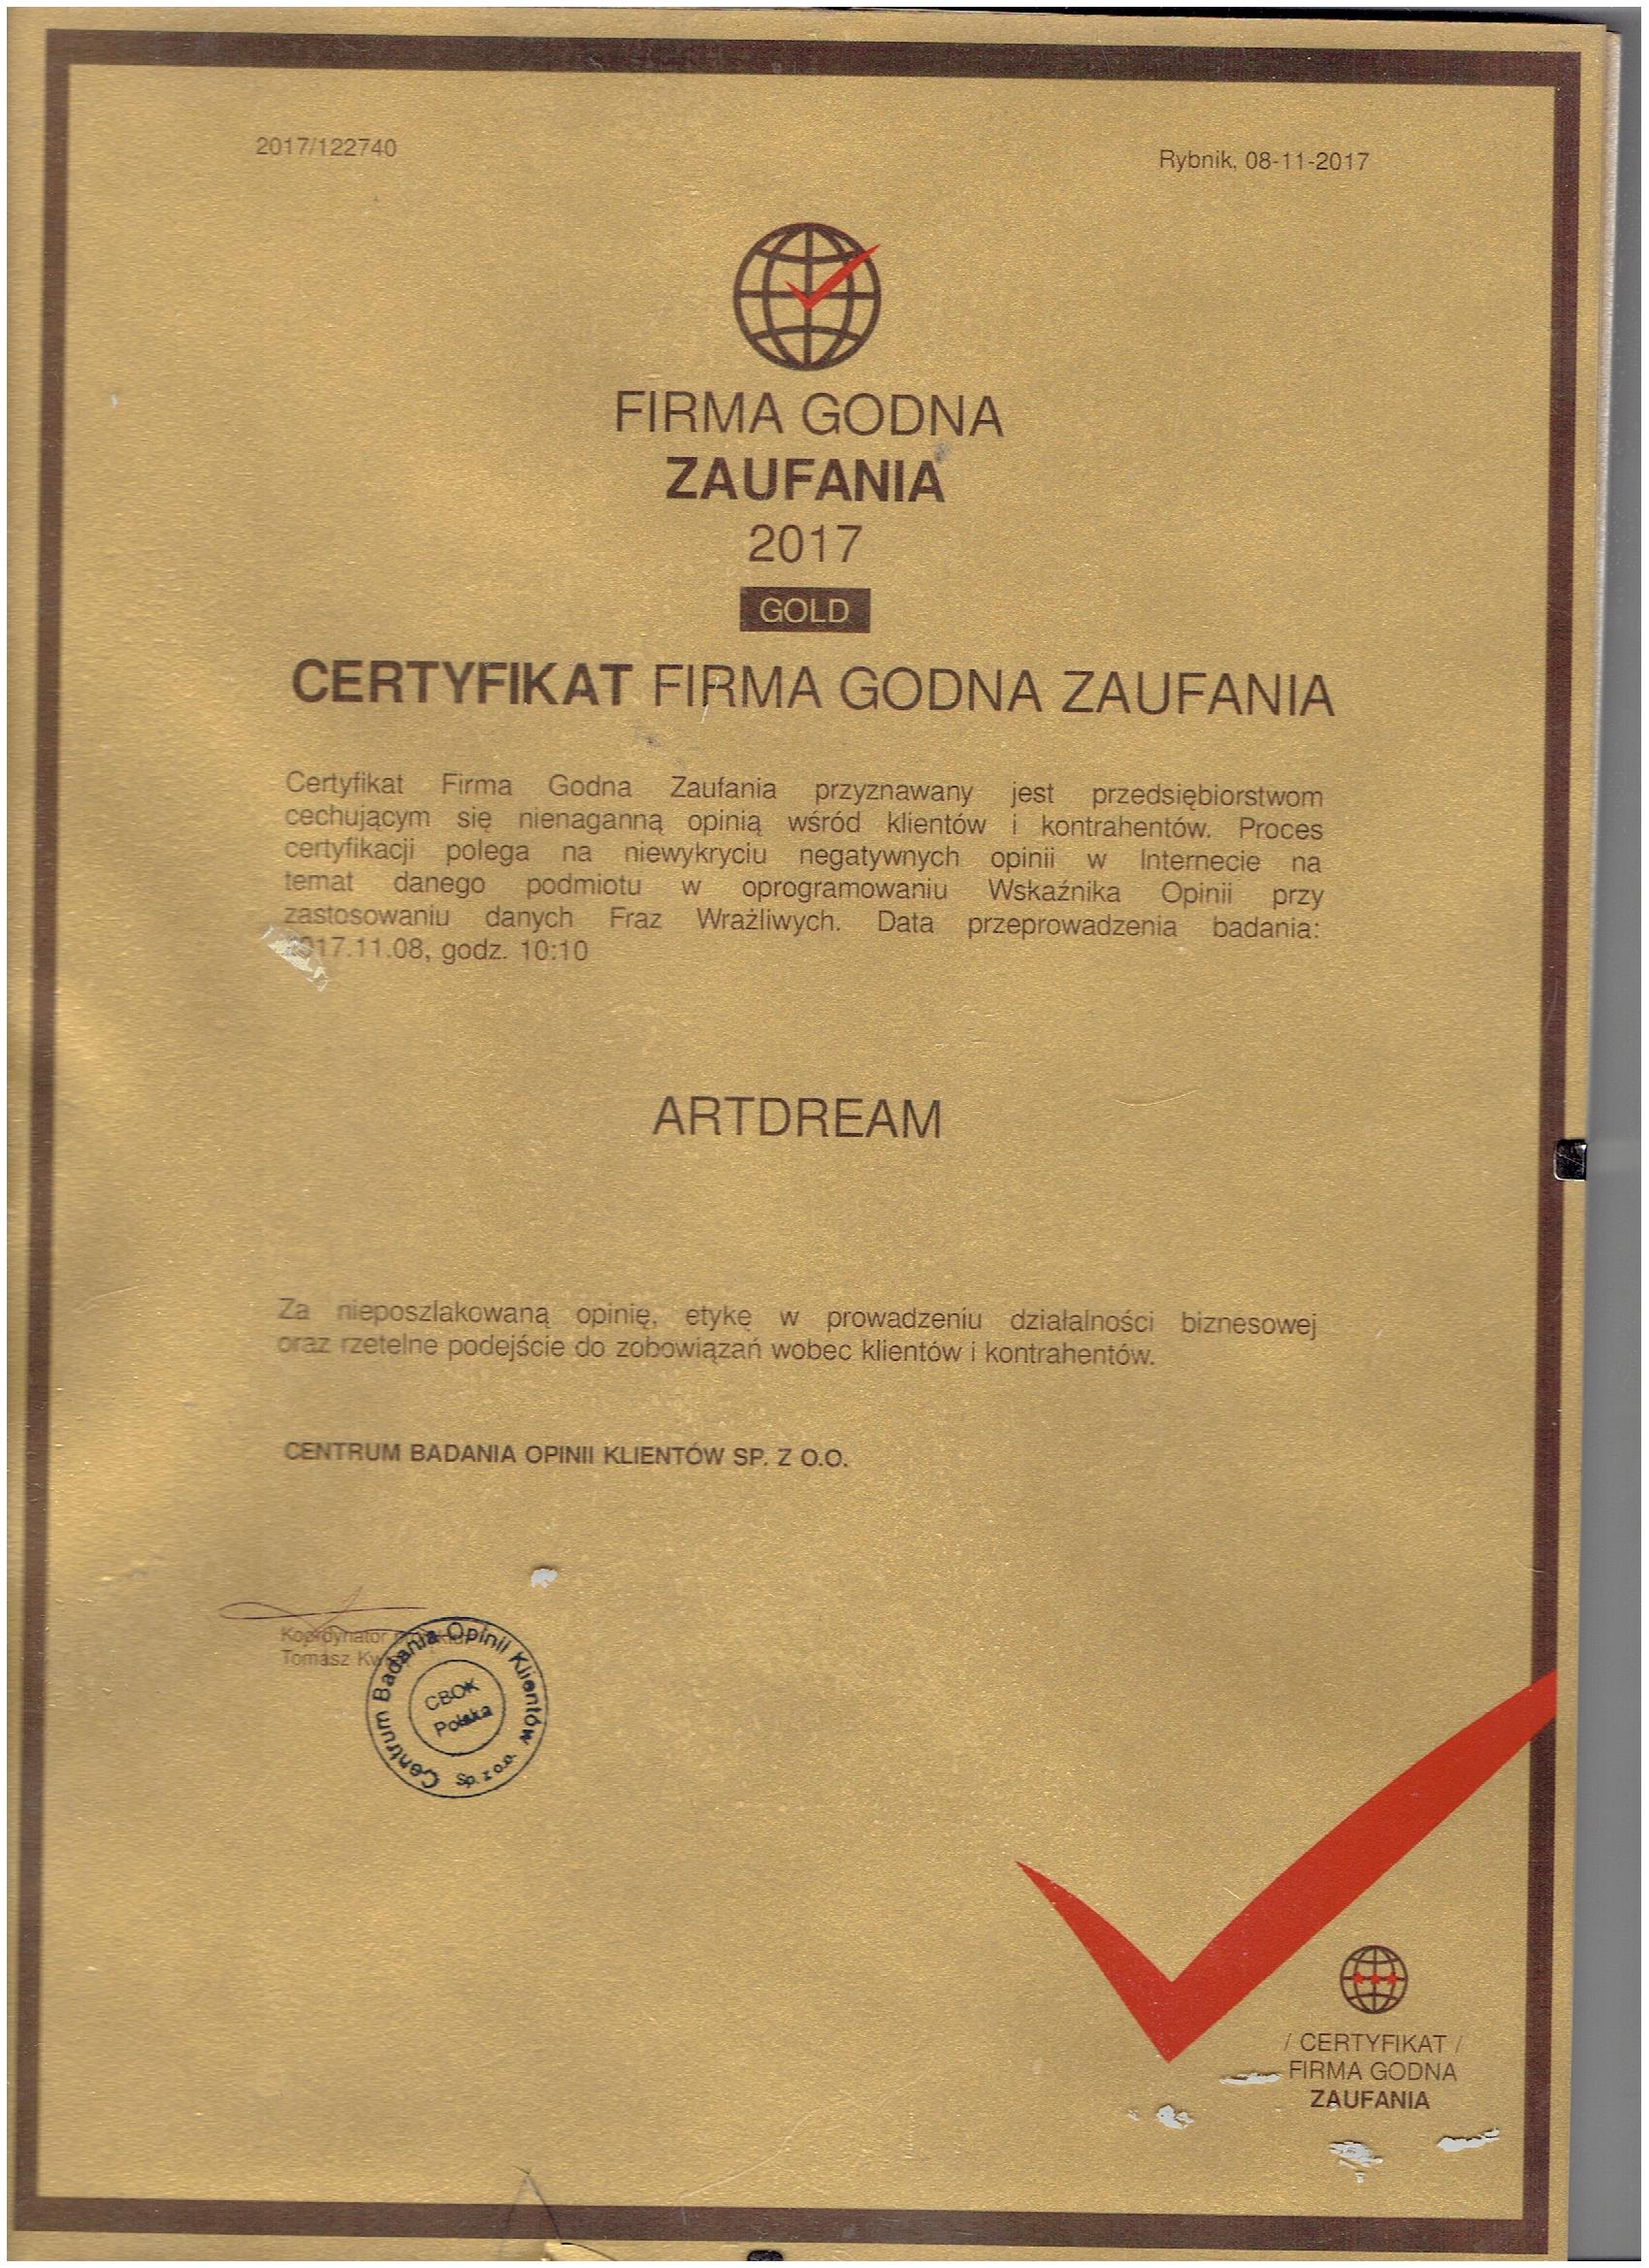 2017/122740
Rybnik, 08-11-2017
FIRMA GODNA
ZAUFANIA
2017
GOLD
CERTYFIKAT FIRMA GODNA ZAUFANIA
Certyfikat Firma Godna Zaufania przyznawany jest przedsiębiorstwom
cechującym się nienaganną opinią wśród klientów i kontrahentów. Proces
certyfikacji polega na niewykryciu negatywnych opinii w Internecie na
temat danego podmiotu w oprogramowaniu Wskaźnika Opinii przy
zastosowaniu danych Fraz Wrażliwych. Data przeprowadzenia badania:
2017.11.08, godz. 10:10
ARTDREAM
Za nieposzlakowaną opinię, etykę w prowadzeniu działalności biznesowej
oraz rzetelne podejście do zobowiązań wobec klientów i kontrahentów.
CENTRUM BADANIA OPINII KLIENTÓW SP. Z O.O.
Koordynator
Tomasz
Centrum Badania Opinii Klientów
Sp. z o.o.
CBOK
Polska
/ CERTYFIKAT /
FIRMA GODNA
ZAUFANIA